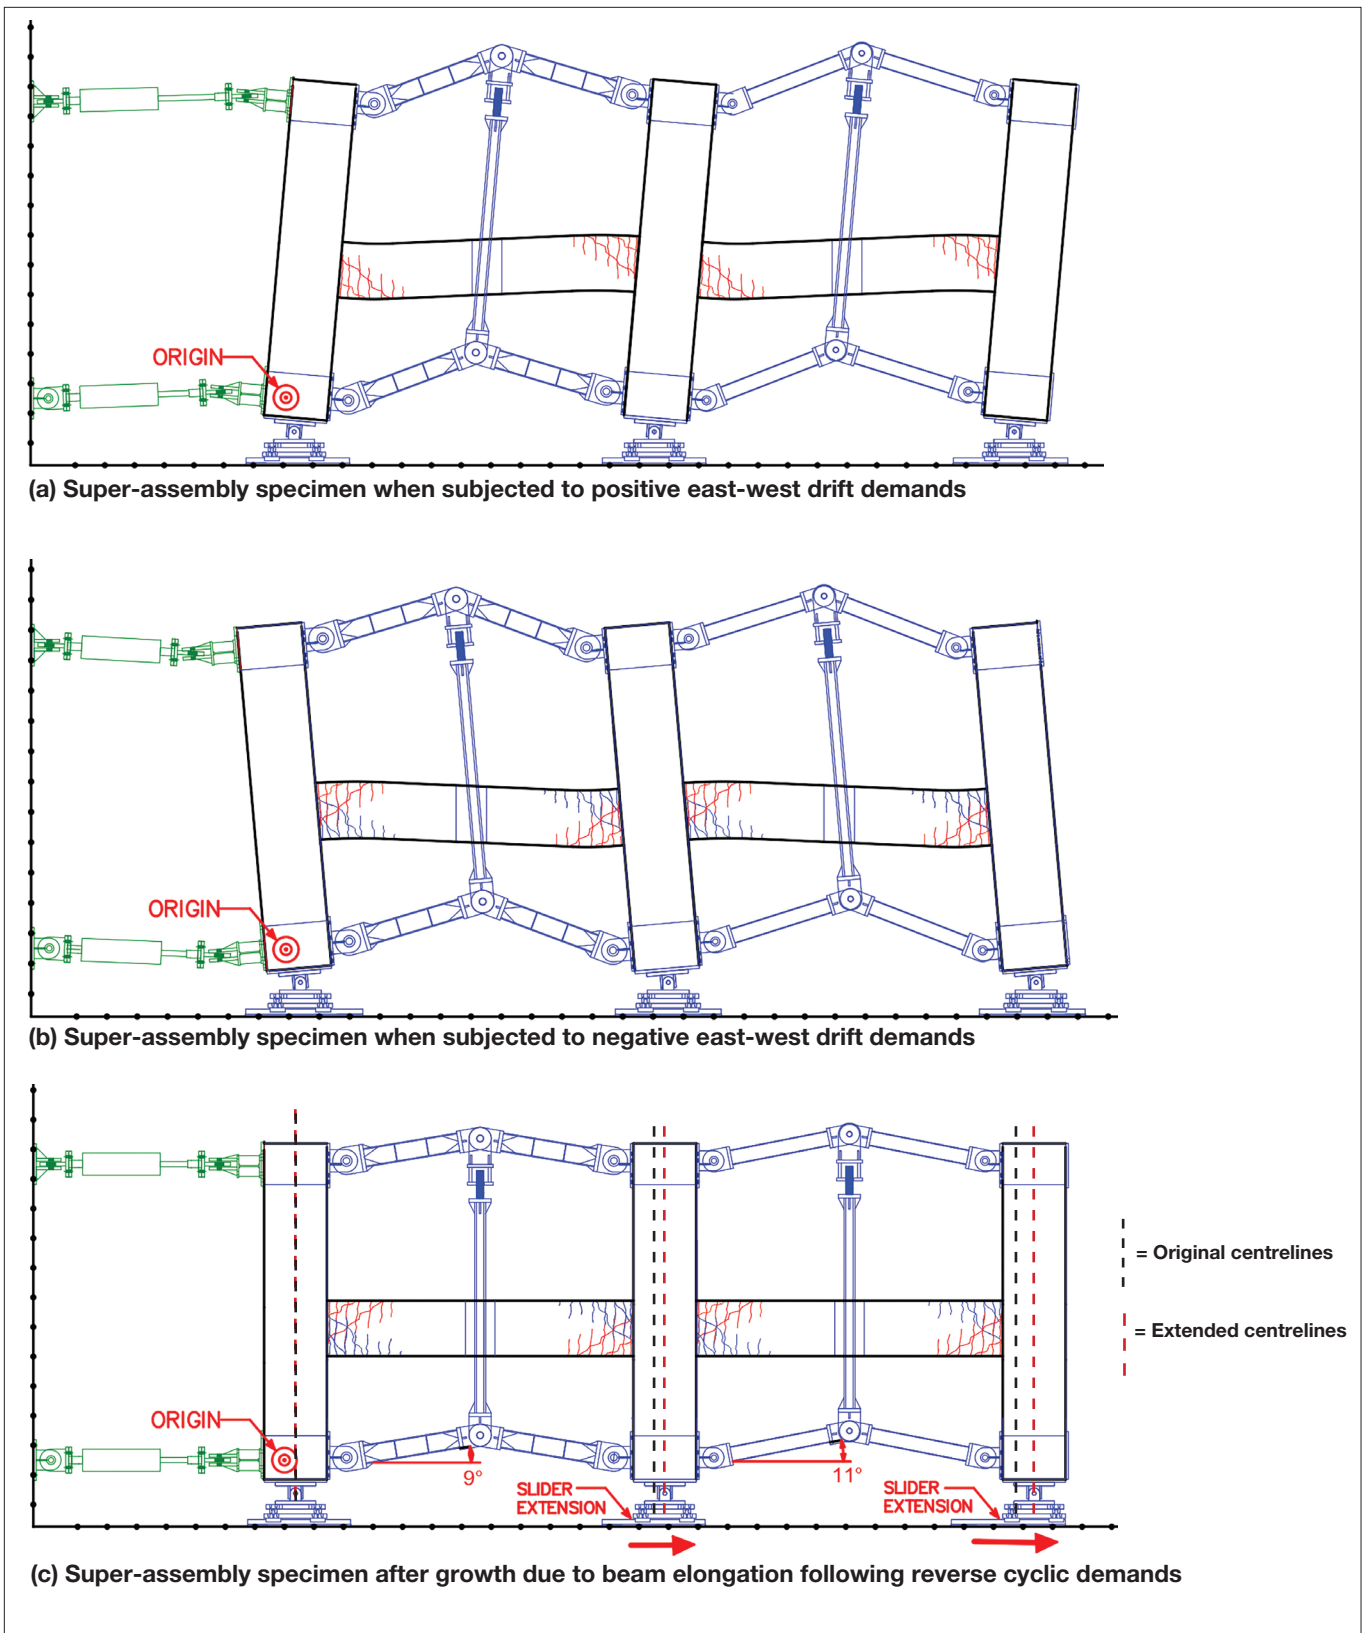 ORIGIN
(a) Super-assembly specimen when subjected to positive east-west drift demands
ORIGIN
(b) Super-assembly specimen when subjected to negative east-west drift demands
= Original centrelines
= Extended centrelines
ORIGIN
9°
11°
SLIDER
EXTENSION
SLIDER
EXTENSION
(c) Super-assembly specimen after growth due to beam elongation following reverse cyclic demands